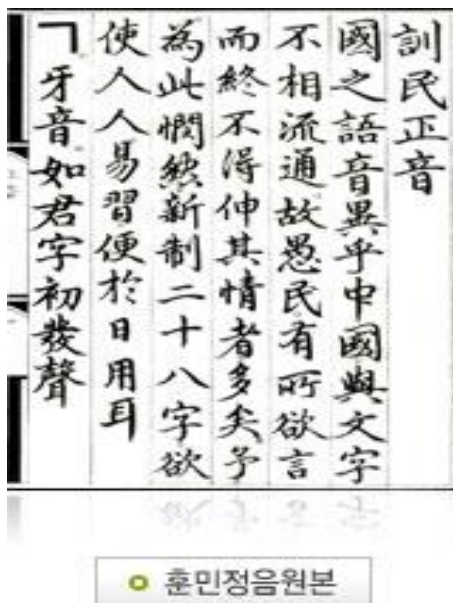 訓民正音
國之語音異乎中國與文字
不相流通故愚民有所欲言
而終不得伸其情者多矣予
為此憫然新制二十八字欲
使人人易習便於日用耳
ㄱ牙音如君字初發聲
훈민정음원본